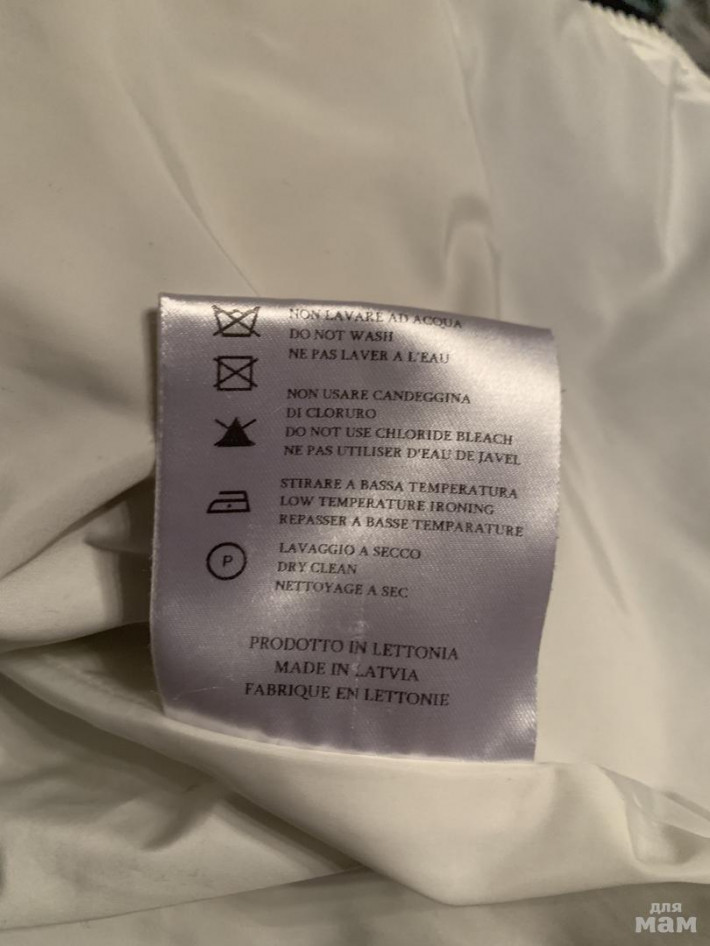 NON LAVARE AD ACQUA
DO NOT WASH
NE PAS LAVER A L'EAU
NON USARE CANDEGGINA
DI CLORURO
DO NOT USE CHLORIDE BLEACH
NE PAS UTILISER D'EAU DE JAVEL
STIRARE A BASSA TEMPERATURA
LOW TEMPERATURE IRONING
REPASSER A BASSE TEMPARATURE
P
LAVAGGIO A SECCO
DRY CLEAN
NETTOYAGE A SEC
PRODOTTO IN LETTONIA
MADE IN LATVIA
FABRIQUE EN LETTONIE
для
мам